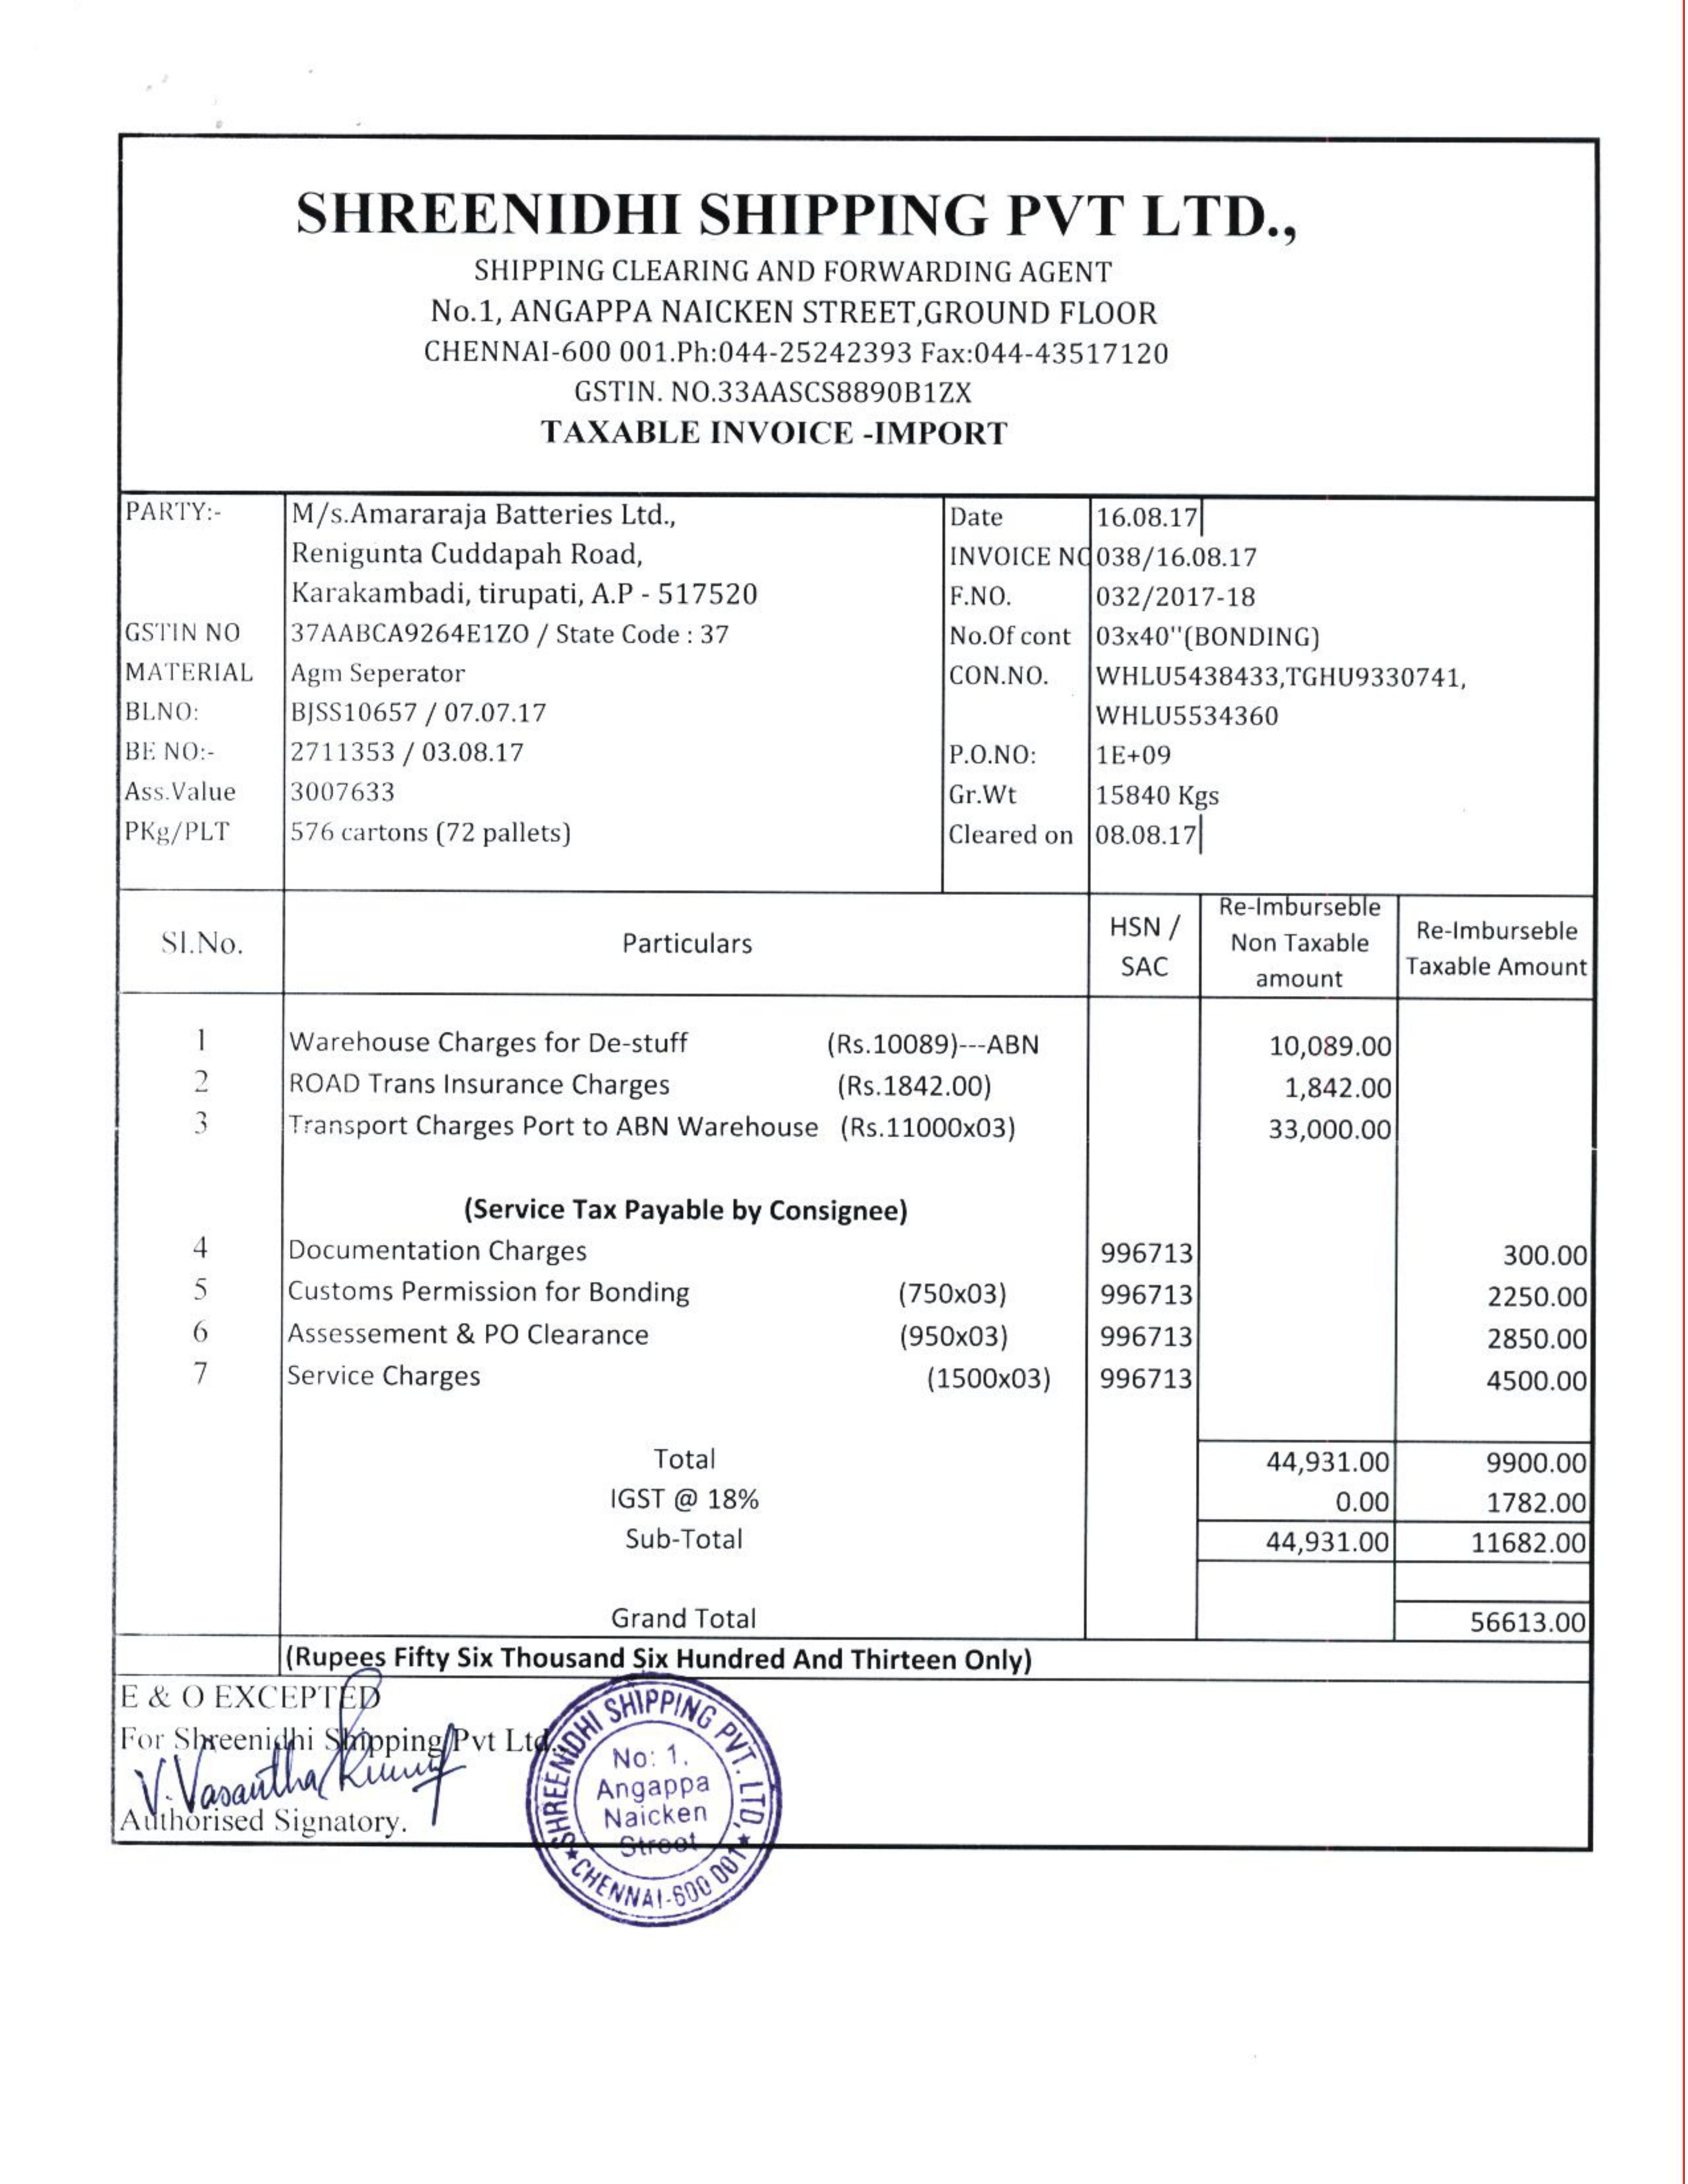 SHREENIDHI SHIPPING PVT LTD.,
SHIPPING CLEARING AND FORWARDING AGENT
No.1, ANGAPPA NAICKEN STREET,GROUND FLOOR
CHENNAI-600 001.Ph:044-25242393 Fax:044-43517120
GSTIN. NO.33AASCS8890B1ZX
TAXABLE INVOICE -IMPORT
PARTY:- M/s.Amararaja Batteries Ltd., Date 16.08.17
Renigunta Cuddapah Road, INVOICE NO 038/16.08.17
Karakambadi, tirupati, A.P - 517520 F.NO. 032/2017-18
GSTIN NO 37AABCA9264E1ZO / State Code : 37 No.Of cont 03x40"(BONDING)
MATERIAL Agm Seperator CON.NO. WHLU5438433,TGHU9330741,
BLNO: BJSS10657 / 07.07.17 WHLU5534360
BE NO:- 2711353 / 03.08.17 P.O.NO: 1E+09
Ass.Value 3007633 Gr.Wt 15840 Kgs
PKg/PLT 576 cartons (72 pallets) Cleared on 08.08.17
Sl.No. Particulars HSN / SAC Re-Imburseble Non Taxable amount Re-Imburseble Taxable Amount
1 Warehouse Charges for De-stuff (Rs.10089)---ABN 10,089.00
2 ROAD Trans Insurance Charges (Rs.1842.00) 1,842.00
3 Transport Charges Port to ABN Warehouse (Rs.11000x03) 33,000.00
(Service Tax Payable by Consignee)
4 Documentation Charges 996713 300.00
5 Customs Permission for Bonding (750x03) 996713 2250.00
6 Assessement & PO Clearance (950x03) 996713 2850.00
7 Service Charges (1500x03) 996713 4500.00
Total 44,931.00 9900.00
IGST @ 18% 0.00 1782.00
Sub-Total 44,931.00 11682.00
Grand Total 56613.00
(Rupees Fifty Six Thousand Six Hundred And Thirteen Only)
E & O EXCEPTED
For Shreenidhi Shipping Pvt Ltd.,
V. Vasantha
Authorised Signatory.
SHREENIDHI SHIPPING PVT. LTD,
No: 1.
Angappa
Naicken
Street
★CHENNAI-600 001★